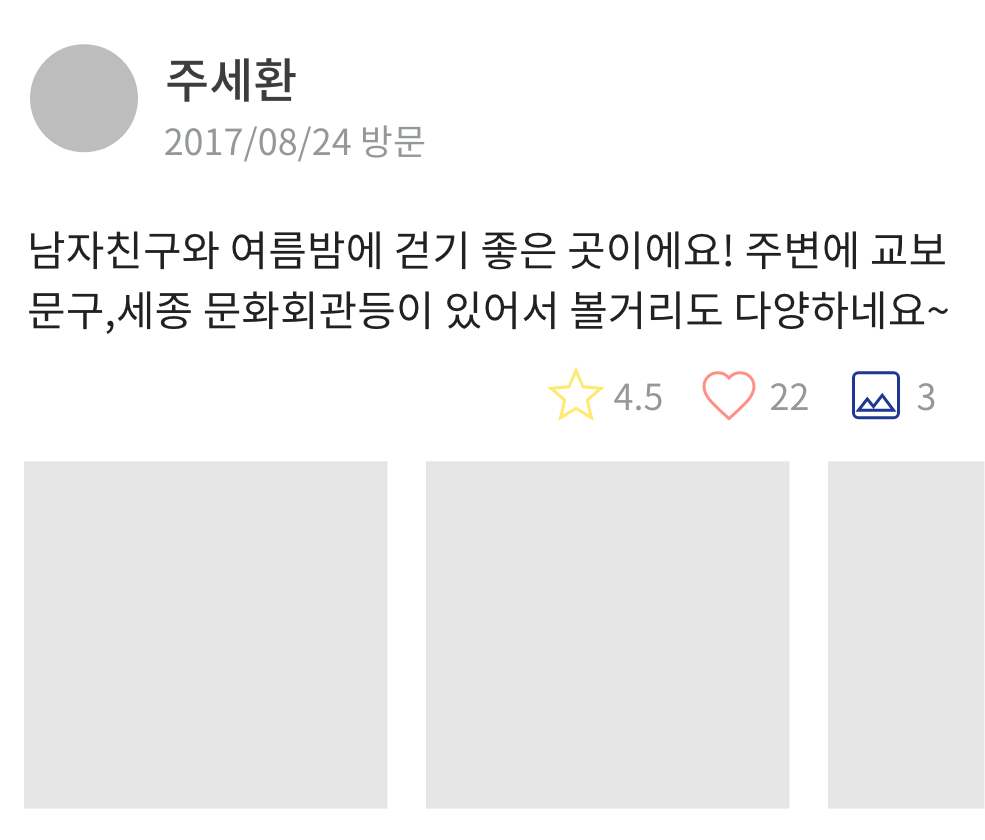 주세환
2017/08/24 방문
남자친구와 여름밤에 걷기 좋은 곳이에요! 주변에 교보
문구,세종 문화회관등이 있어서 볼거리도 다양하네요~
4.5 22 3